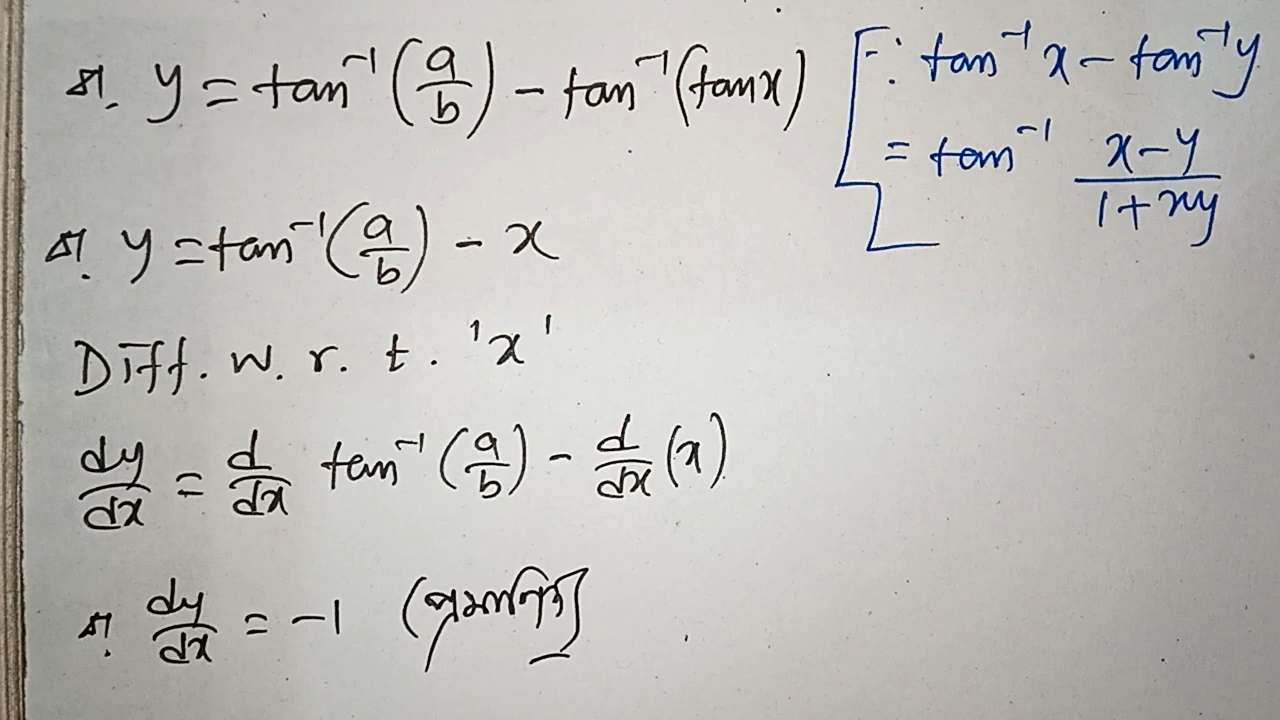 বা, y = tan⁻¹(a/b) - tan⁻¹(tanx) [∵ tan⁻¹x - tan⁻¹y
= tan⁻¹ (x-y)/(1+xy)
বা, y = tan⁻¹(a/b) - x
Diff. w. r. t. 'x'
dy/dx = d/dx tan⁻¹(a/b) - d/dx (x)
বা, dy/dx = -1 (প্রমাণিত)